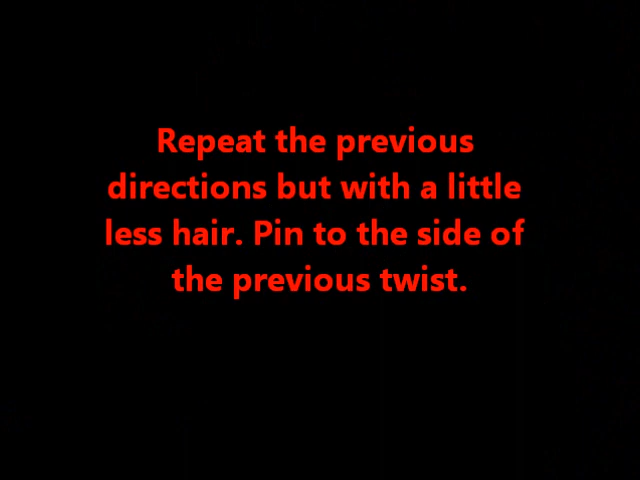 Repeat the previous
directions but with a little
less hair. Pin to the side of
the previous twist.